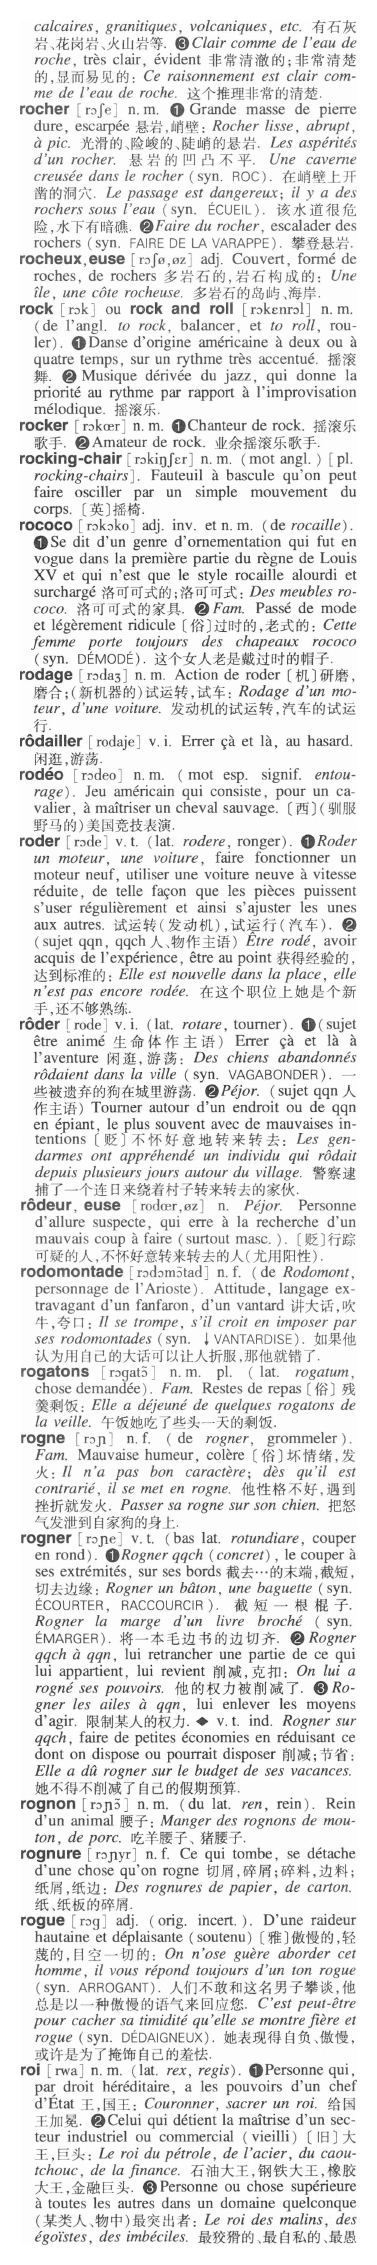 calcaires, granitiques, volcaniques, etc. 有石灰
岩、花岗岩、火山岩等. ❸Clair comme de l'eau de
roche, très clair, évident 非常清澈的;非常清楚
的,显而易见的: Ce raisonnement est clair com-
me de l'eau de roche. 这个推理非常的清楚.
rocher [rɔʃe] n. m. ❶ Grande masse de pierre
dure, escarpée 悬岩,峭壁: Rocher lisse, abrupt,
à pic. 光滑的、险峻的、陡峭的悬岩. Les aspérités
d'un rocher. 悬岩的凹凸不平. Une caverne
creusée dans le rocher (syn. ROC). 在峭壁上开
凿的洞穴. Le passage est dangereux; il y a des
rochers sous l'eau (syn. ÉCUEIL). 该水道很危
险,水下有暗礁. ❷Faire du rocher, escalader des
rochers (syn. FAIRE DE LA VARAPPE). 攀登悬岩.
rocheux,euse [rɔʃø,øz] adj. Couvert, formé de
roches, de rochers 多岩石的,岩石构成的: Une
île, une côte rocheuse. 多岩石的岛屿、海岸.
rock [rɔk] ou rock and roll [rɔkɛnrɔl] n. m.
(de l'angl. to rock, balancer, et to roll, rou-
ler). ❶Danse d'origine américaine à deux ou à
quatre temps, sur un rythme très accentué. 摇滚
舞. ❷ Musique dérivée du jazz, qui donne la
priorité au rythme par rapport à l'improvisation
mélodique. 摇滚乐.
rocker [rɔkœr] n. m. ❶Chanteur de rock. 摇滚乐
歌手. ❷Amateur de rock. 业余摇滚乐歌手.
rocking-chair [rɔkiŋʃɛr] n. m. (mot angl. ) [pl.
rocking-chairs]. Fauteuil à bascule qu'on peut
faire osciller par un simple mouvement du
corps. 〔英〕摇椅.
rococo [rɔkɔko] adj. inv. et n. m. (de rocaille).
❶Se dit d'un genre d'ornementation qui fut en
vogue dans la première partie du règne de Louis
XV et qui n'est que le style rocaille alourdi et
surchargé 洛可可式的;洛可可式: Des meubles ro-
coco. 洛可可式的家具. ❷ Fam. Passé de mode
et légèrement ridicule 〔俗〕过时的,老式的: Cette
femme porte toujours des chapeaux rococo
(syn. DÉMODÉ). 这个女人老是戴过时的帽子.
rodage [rɔdaʒ] n. m. Action de roder 〔机〕研磨,
磨合;(新机器的)试运转,试车: Rodage d'un mo-
teur, d'une voiture. 发动机的试运转,汽车的试运
行.
rôdailler [rodaje] v. i. Errer çà et là, au hasard.
闲逛,游荡.
rodéo [rɔdeo] n. m. (mot esp. signif. entou-
rage). Jeu américain qui consiste, pour un ca-
valier, à maîtriser un cheval sauvage. 〔西〕(驯服
野马的)美国竞技表演.
roder [rɔde] v. t. (lat. rodere, ronger). ❶Roder
un moteur, une voiture, faire fonctionner un
moteur neuf, utiliser une voiture neuve à vitesse
réduite, de telle façon que les pièces puissent
s'user régulièrement et ainsi s'ajuster les unes
aux autres. 试运转(发动机),试运行(汽车). ❷
(sujet qqn, qqch 人、物作主语) Être rodé, avoir
acquis de l'expérience, être au point 获得经验的,
达到标准的: Elle est nouvelle dans la place, elle
n'est pas encore rodée. 在这个职位上她是个新
手,还不够熟练.
rôder [rode] v. i. (lat. rotare, tourner). ❶(sujet
être animé 生命体作主语) Errer çà et là à
l'aventure 闲逛,游荡: Des chiens abandonnés
rôdaient dans la ville (syn. VAGABONDER). 一
些被遗弃的狗在城里游荡. ❷Péjor. (sujet qqn 人
作主语) Tourner autour d'un endroit ou de qqn
en épiant, le plus souvent avec de mauvaises in-
tentions 〔贬〕不怀好意地转来转去: Les gen-
darmes ont appréhendé un individu qui rôdait
depuis plusieurs jours autour du village. 警察逮
捕了一个连日来绕着村子转来转去的家伙.
rôdeur, euse [rodœr,øz] n. Péjor. Personne
d'allure suspecte, qui erre à la recherche d'un
mauvais coup à faire (surtout masc. ). 〔贬〕行踪
可疑的人,不怀好意转来转去的人(尤用阳性).
rodomontade [rɔdɔmɔ̃tad] n. f. (de Rodomont,
personnage de l'Arioste). Attitude, langage ex-
travagant d'un fanfaron, d'un vantard 讲大话,吹
牛,夸口: Il se trompe, s'il croit en imposer par
ses rodomontades (syn. ↓VANTARDISE). 如果他
认为用自己的大话可以让人折服,那他就错了.
rogatons [rɔgatɔ̃] n. m. pl. (lat. rogatum,
chose demandée). Fam. Restes de repas 〔俗〕残
羹剩饭: Elle a déjeuné de quelques rogatons de
la veille. 午饭她吃了些头一天的剩饭.
rogne [rɔɲ] n. f. (de rogner, grommeler).
Fam. Mauvaise humeur, colère 〔俗〕坏情绪,发
火: Il n'a pas bon caractère; dès qu'il est
contrarié, il se met en rogne. 他性格不好,遇到
挫折就发火. Passer sa rogne sur son chien. 把怒
气发泄到自家狗的身上.
rogner [rɔɲe] v. t. (bas lat. rotundiare, couper
en rond). ❶Rogner qqch (concret), le couper à
ses extrémités, sur ses bords 截去…的末端,截短,
切去边缘: Rogner un bâton, une baguette (syn.
ÉCOURTER, RACCOURCIR). 截短一根棍子.
Rogner la marge d'un livre broché (syn.
ÉMARGER). 将一本毛边书的边切齐. ❷ Rogner
qqch à qqn, lui retrancher une partie de ce qui
lui appartient, lui revient 削减,克扣: On lui a
rogné ses pouvoirs. 他的权力被削减了. ❸ Ro-
gner les ailes à qqn, lui enlever les moyens
d'agir. 限制某人的权力. ◆ v. t. ind. Rogner sur
qqch, faire de petites économies en réduisant ce
dont on dispose ou pourrait disposer 削减;节省:
Elle a dû rogner sur le budget de ses vacances.
她不得不削减了自己的假期预算.
rognon [rɔɲɔ̃] n. m. (du lat. ren, rein). Rein
d'un animal 腰子: Manger des rognons de mou-
ton, de porc. 吃羊腰子、猪腰子.
rognure [rɔɲyr] n. f. Ce qui tombe, se détache
d'une chose qu'on rogne 切屑,碎屑;碎料,边料;
纸屑,纸边: Des rognures de papier, de carton.
纸、纸板的碎屑.
rogue [rɔg] adj. (orig. incert. ). D'une raideur
hautaine et déplaisante (soutenu) 〔雅〕傲慢的,轻
蔑的,目空一切的: On n'ose guère aborder cet
homme, il vous répond toujours d'un ton rogue
(syn. ARROGANT). 人们不敢和这名男子攀谈,他
总是以一种傲慢的语气来回应您. C'est peut-être
pour cacher sa timidité qu'elle se montre fière et
rogue (syn. DÉDAIGNEUX). 她表现得自负、傲慢,
或许是为了掩饰自己的羞怯.
roi [rwa] n. m. (lat. rex, regis). ❶Personne qui,
par droit héréditaire, a les pouvoirs d'un chef
d'État 王,国王: Couronner, sacrer un roi. 给国
王加冕. ❷Celui qui détient la maîtrise d'un sec-
teur industriel ou commercial (vieilli) 〔旧〕大
王,巨头: Le roi du pétrole, de l'acier, du caou-
tchouc, de la finance. 石油大王,钢铁大王,橡胶
大王,金融巨头. ❸ Personne ou chose supérieure
à toutes les autres dans un domaine quelconque
(某类人、物中)最突出者: Le roi des malins, des
égoïstes, des imbéciles. 最狡猾的、最自私的、最愚